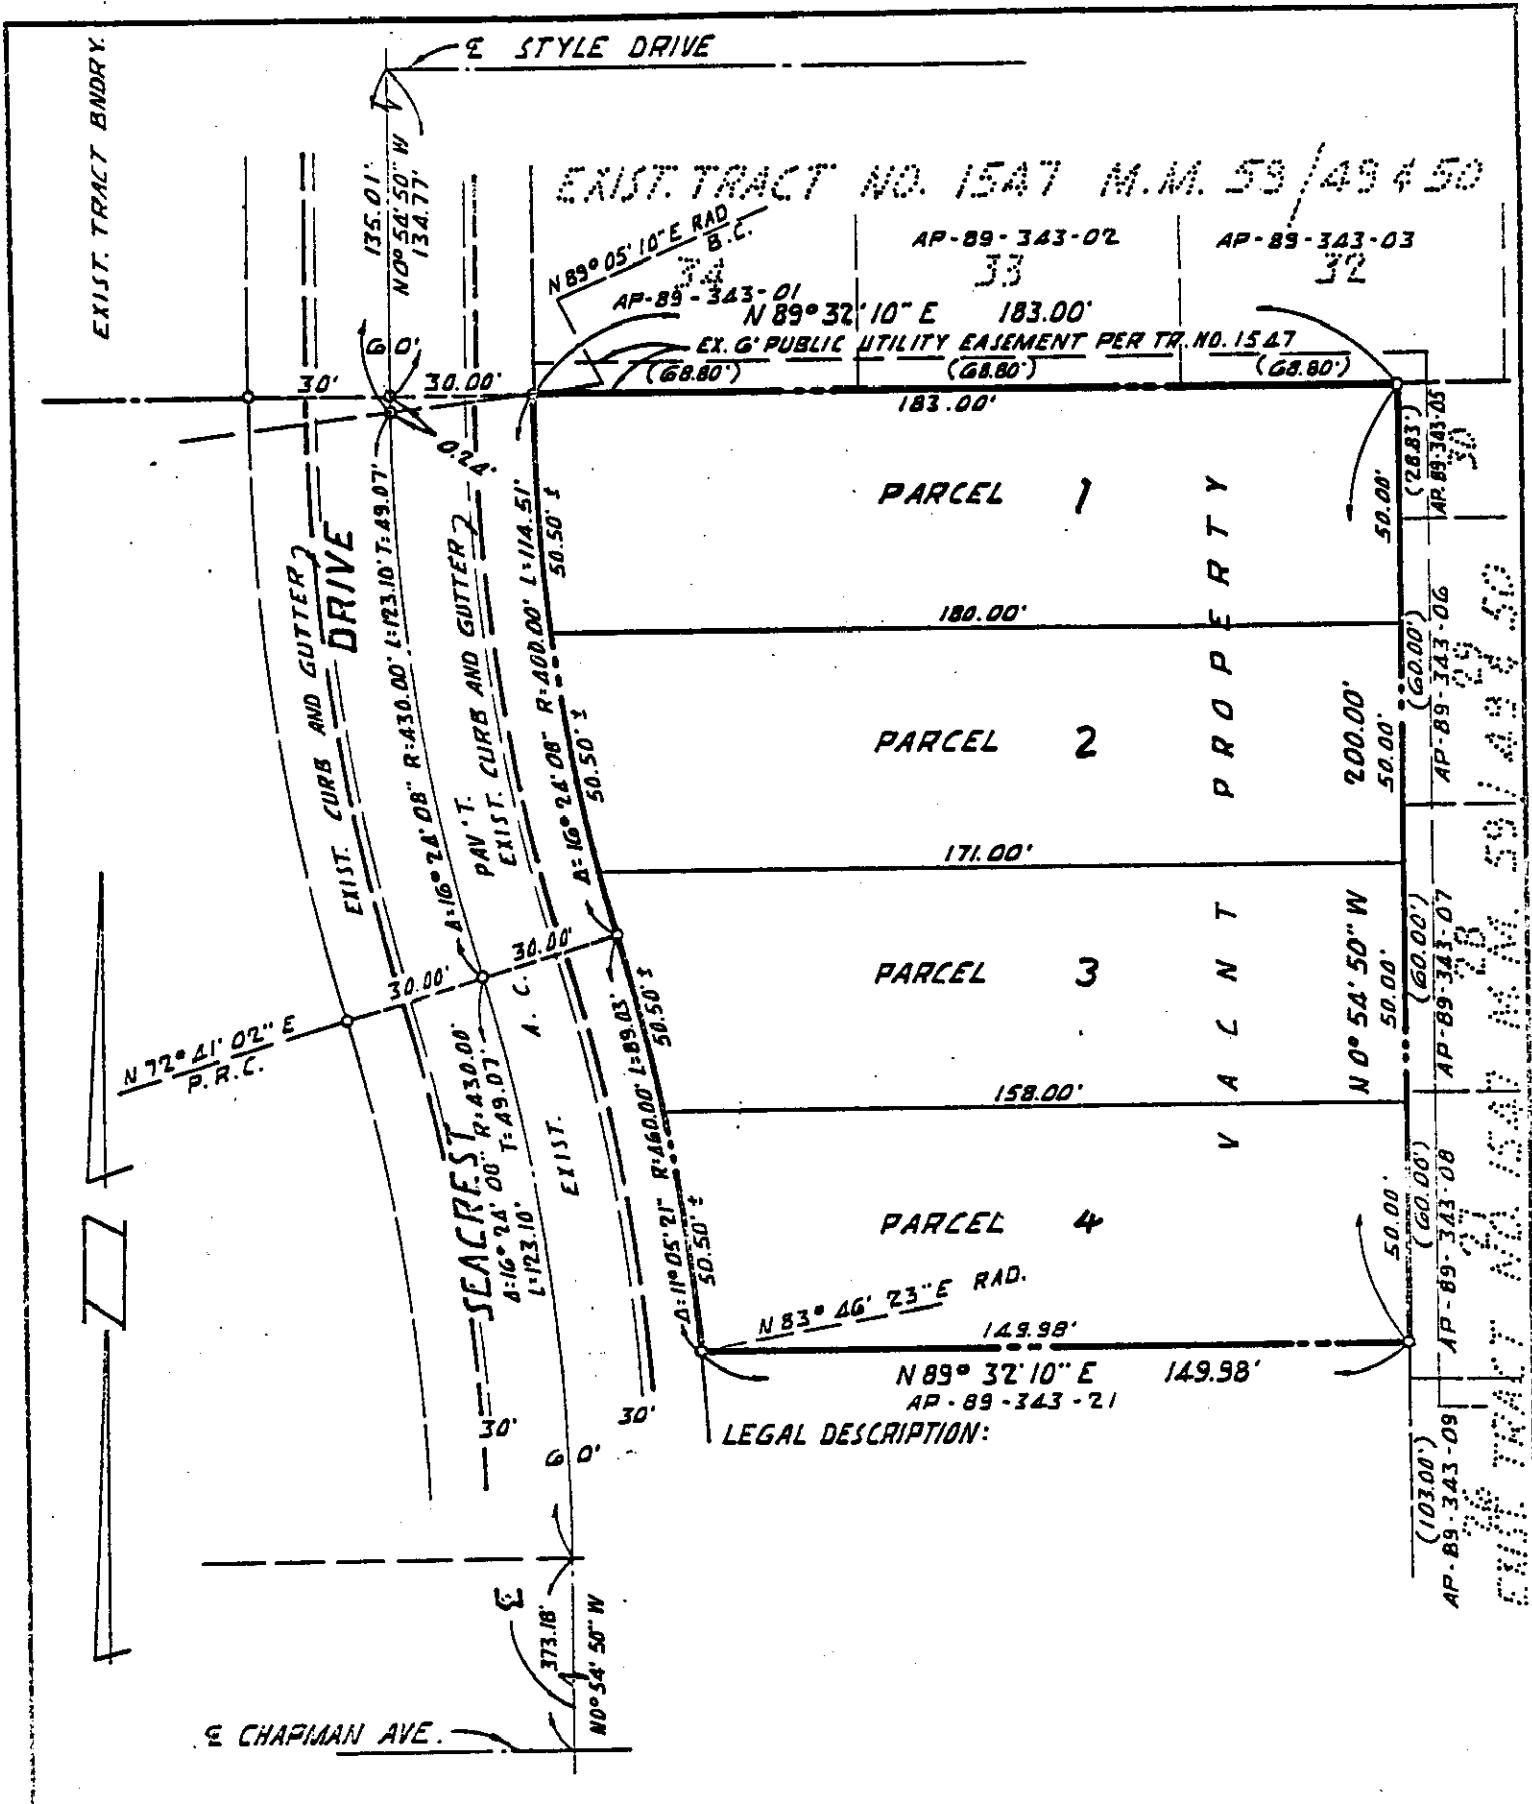 EXIST. TRACT BNDRY.
℄ STYLE DRIVE
135.01'
N0° 54' 50" W
134.77'
EXIST. TRACT NO. 1547 M.M. 59/49 & 50
N 89° 05' 10" E RAD
B.C.
34
AP-89-343-01
AP-89-343-02
33
AP-89-343-03
32
N 89° 32' 10" E 183.00'
EX. 6' PUBLIC UTILITY EASEMENT PER TR. NO. 1547
(68.80') (68.80') (68.80')
60'
30' 30.00'
183.00'
0.24'
(28.83')
AP-89-343-05
30
PARCEL 1
50.00'
DRIVE
EXIST. CURB AND GUTTER
Δ=16° 24' 08" R=430.00' L=123.10' T=49.07'
PAV'T.
EXIST. CURB AND GUTTER
Δ=16° 24' 08" R=400.00' L=114.51'
50.50' ±
180.00'
50.50' ±
PARCEL 2
200.00'
50.00'
(60.00')
AP-89-343-06
29
171.00'
VACNT PROPERTY
30.00' 30.00'
PARCEL 3
N 0° 54' 50" W
50.00'
(60.00')
AP-89-343-07
28
N 72° 41' 02" E
P.R.C.
50.50' ±
158.00'
EXIST. A.C.
SEACREST
Δ=16° 24' 00" R=430.00'
L=123.10' T=49.07'
Δ=11° 05' 21" R=460.00' L=89.03'
50.50' ±
PARCEL 4
50.00'
(60.00')
AP-89-343-08
27
N 83° 46' 23" E RAD.
149.98'
N 89° 32' 10" E 149.98'
AP-89-343-21
LEGAL DESCRIPTION:
30' 30'
60'
(103.00')
AP-89-343-09
26
EXIST. TRACT NO. 1547 M.M. 59/49 & 50
3
373.18'
N0° 54' 50" W
℄ CHAPMAN AVE.